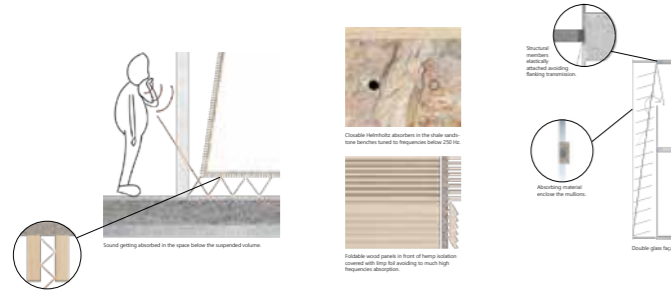 Sound getting absorbed in the space below the suspended volume.
Closable Helmholtz absorbers in the shale sands-
tone benches tuned to frequencies below 250 Hz.
Foldable wood panels in front of hemp isolation
covered with limp foil avoiding to much high
frequencies absorption.
Structural
members
elastically
attached avoiding
flanking transmission.
Absorbing material
enclose the mullions.
Double glass faç